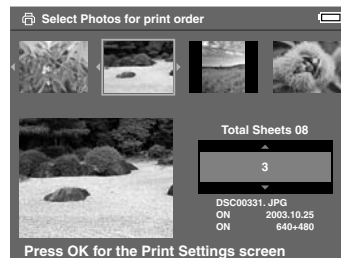 Select Photos for print order
Total Sheets 08
3
DSC00331. JPG
ON 2003.10.25
ON 640+480
Press OK for the Print Settings screen